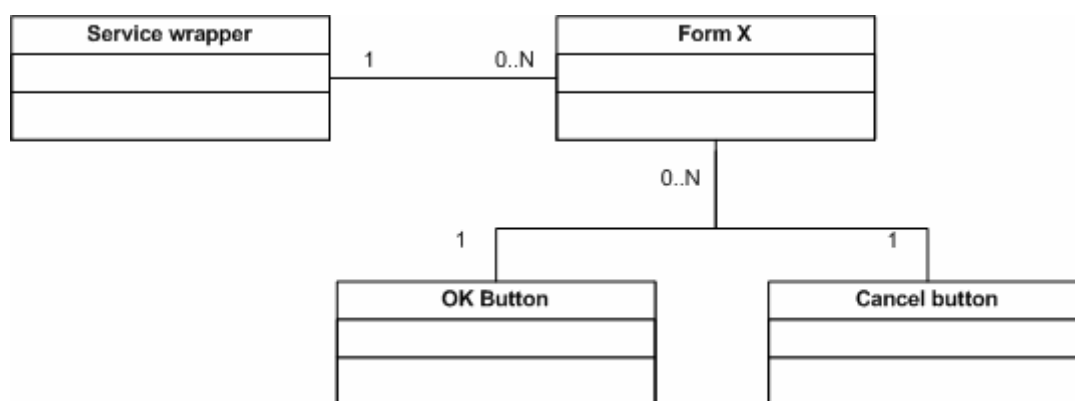 Service wrapper
Form X
1
0..N
0..N
1
1
OK Button
Cancel button